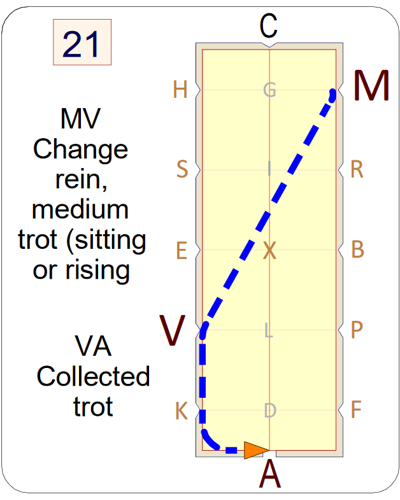 21
C
H G M
MV
Change
rein,
medium
trot (sitting
or rising
S I R
E X B
V L P
VA
Collected
trot
K D F
A